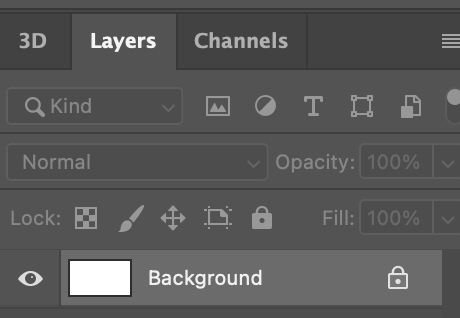 3D Layers Channels
Kind
Normal Opacity: 100%
Lock: Fill: 100%
Background